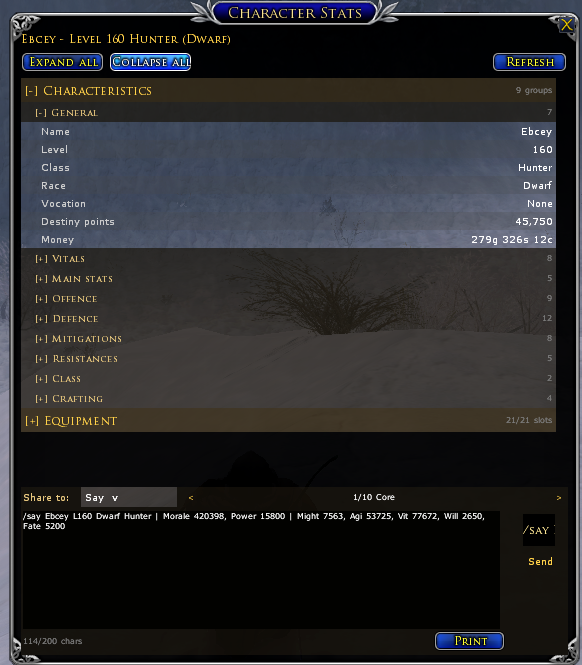 Character Stats
X
Ebcey - Level 160 Hunter (Dwarf)
Expand all Collapse all Refresh
[-] Characteristics 9 groups
[-] General 7
Name Ebcey
Level 160
Class Hunter
Race Dwarf
Vocation None
Destiny points 45,750
Money 279g 326s 12c
[+] Vitals 8
[+] Main stats 5
[+] Offence 9
[+] Defence 12
[+] Mitigations 8
[+] Resistances 5
[+] Class 2
[+] Crafting 4
[+] Equipment 21/21 slots
Share to: Say v < 1/10 Core >
/say Ebcey L160 Dwarf Hunter | Morale 420398, Power 15800 | Might 7563, Agi 53725, Vit 77672, Will 2650,
Fate 5200
/say
Send
114/200 chars
Print